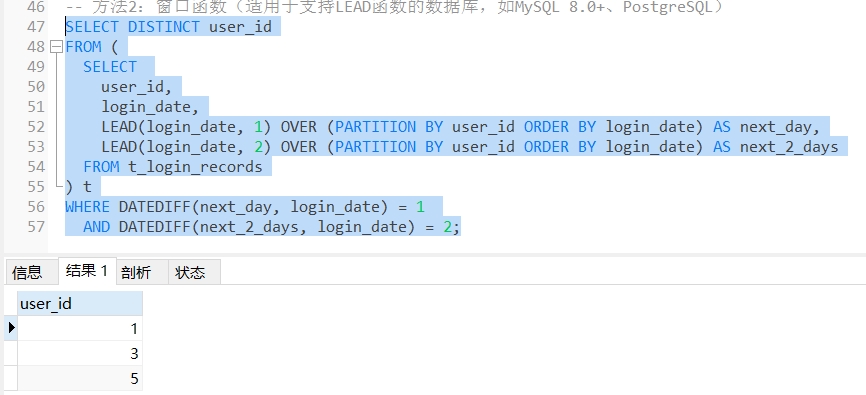 46 -- 方法2：窗口函数（适用于支持LEAD函数的数据库，如MySQL 8.0+、PostgreSQL）
47 SELECT DISTINCT user_id
48 FROM (
49 SELECT
50 user_id,
51 login_date,
52 LEAD(login_date, 1) OVER (PARTITION BY user_id ORDER BY login_date) AS next_day,
53 LEAD(login_date, 2) OVER (PARTITION BY user_id ORDER BY login_date) AS next_2_days
54 FROM t_login_records
55 ) t
56 WHERE DATEDIFF(next_day, login_date) = 1
57 AND DATEDIFF(next_2_days, login_date) = 2;
信息 结果 1 剖析 状态
user_id
1
3
5